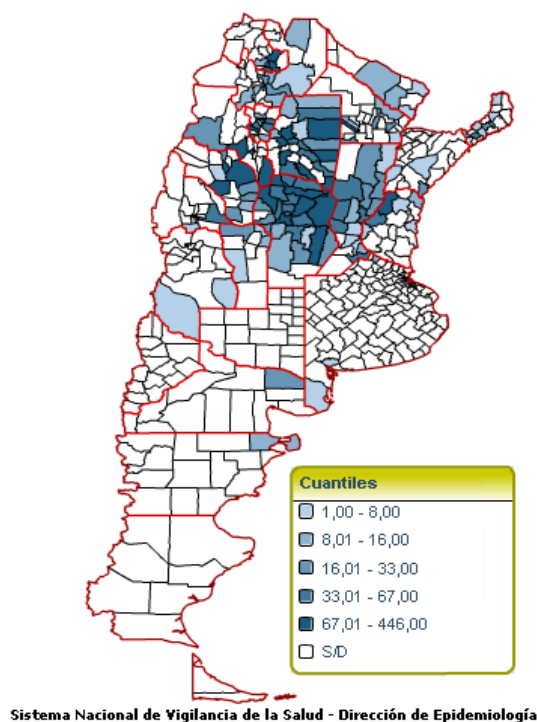 Cuantiles
1,00 - 8,00
8,01 - 16,00
16,01 - 33,00
33,01 - 67,00
67,01 - 446,00
S/D
Sistema Nacional de Vigilancia de la Salud - Dirección de Epidemiología